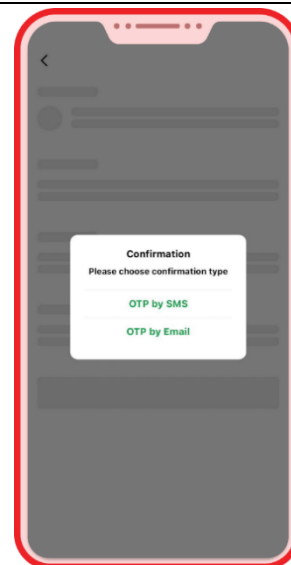 Confirmation
Please choose confirmation type
OTP by SMS
OTP by Email